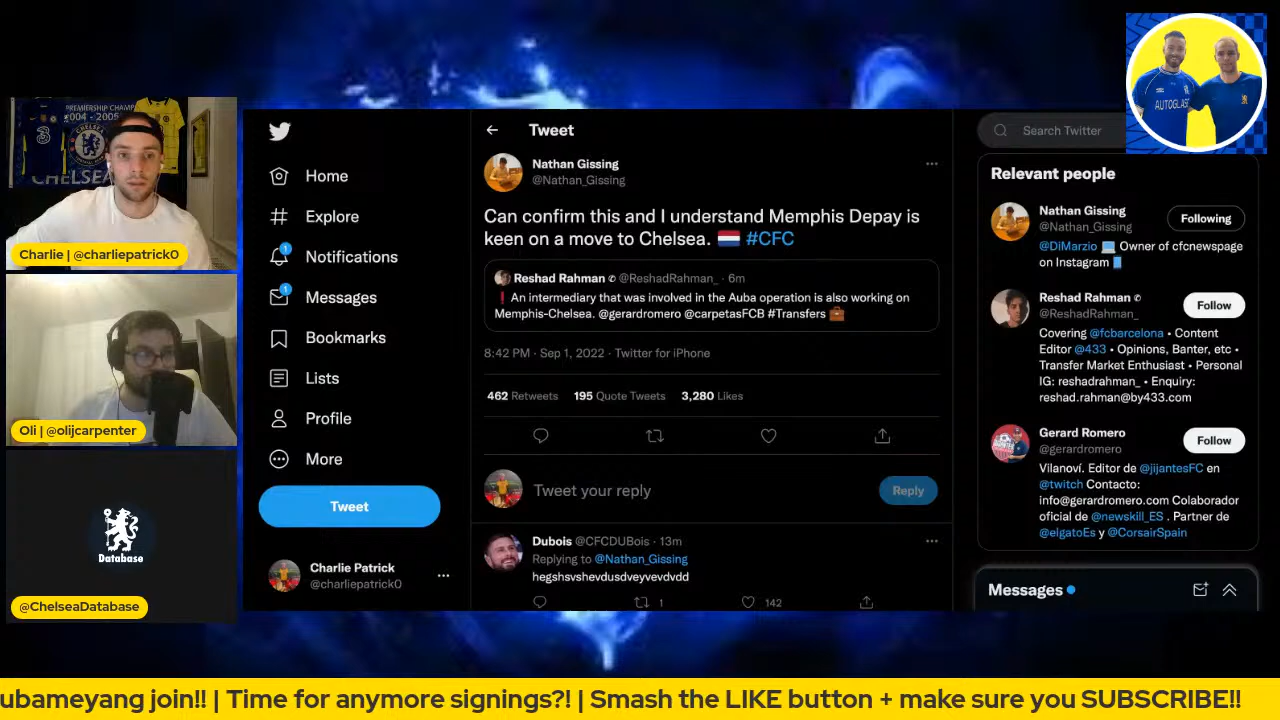 PREMIERSHIP CHAMP
2004 - 2005
3
CHELSEA
Charlie | @charliepatrick0
Oli | @olijcarpenter
Database
@ChelseaDatabase
Home
Explore
1
Notifications
1
Messages
Bookmarks
Lists
Profile
More
Tweet
Charlie Patrick
@charliepatrick0
Tweet
Nathan Gissing
@Nathan_Gissing
Can confirm this and I understand Memphis Depay is
keen on a move to Chelsea. 🇳🇱 #CFC
Reshad Rahman ✆ @ReshadRahman_ · 6m
❗ An intermediary that was involved in the Auba operation is also working on
Memphis-Chelsea. @gerardromero @carpetasFCB #Transfers 💼
8:42 PM · Sep 1, 2022 · Twitter for iPhone
462 Retweets 195 Quote Tweets 3,280 Likes
Tweet your reply
Reply
Dubois @CFCDUBois · 13m
Replying to @Nathan_Gissing
hegshsvshevdusdveyvevdvdd
1 142
AUTOGLASS
Search Twitter
Relevant people
Nathan Gissing
@Nathan_Gissing
Following
@DiMarzio 💻 Owner of cfcnewspage
on Instagram 📘
Reshad Rahman ✆
@ReshadRahman_
Follow
Covering @fcbarcelona • Content
Editor @433 • Opinions, Banter, etc •
Transfer Market Enthusiast • Personal
IG: reshadrahman_ • Enquiry:
reshad.rahman@by433.com
Gerard Romero
@gerardromero
Follow
Vilanoví. Editor de @jijantesFC en
@twitch Contacto:
info@gerardromero.com Colaborador
oficial de @newskill_ES . Partner de
@elgatoEs y @CorsairSpain
Messages
ubameyang join!! | Time for anymore signings?! | Smash the LIKE button + make sure you SUBSCRIBE!!